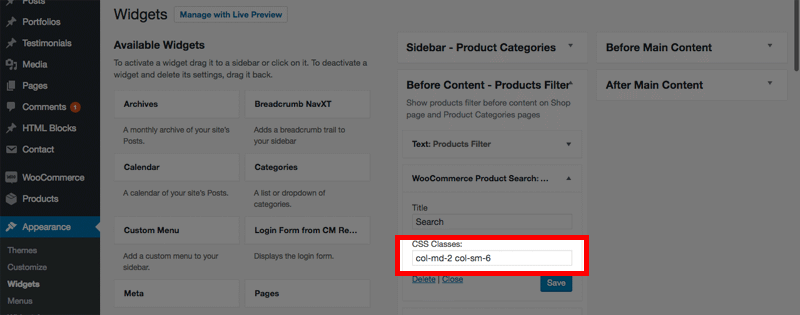 Posts
Portfolios
Testimonials
Media
Pages
Comments 1
HTML Blocks
Contact
WooCommerce
Products
Appearance
Themes
Customize
Widgets
Menus
Widgets
Manage with Live Preview
Available Widgets
To activate a widget drag it to a sidebar or click on it. To deactivate a
widget and delete its settings, drag it back.
Archives
A monthly archive of your site's
Posts.
Breadcrumb NavXT
Adds a breadcrumb trail to
your sidebar
Calendar
A calendar of your site's Posts.
Categories
A list or dropdown of
categories.
Custom Menu
Add a custom menu to your
sidebar.
Login Form from CM Re...
Displays the login form.
Meta
Pages
Sidebar - Product Categories
Before Content - Products Filter
Show products filter before content on Shop
page and Product Categories pages
Text: Products Filter
WooCommerce Product Search: ...
Title
Search
CSS Classes:
col-md-2 col-sm-6
Delete | Close
Save
Before Main Content
After Main Content